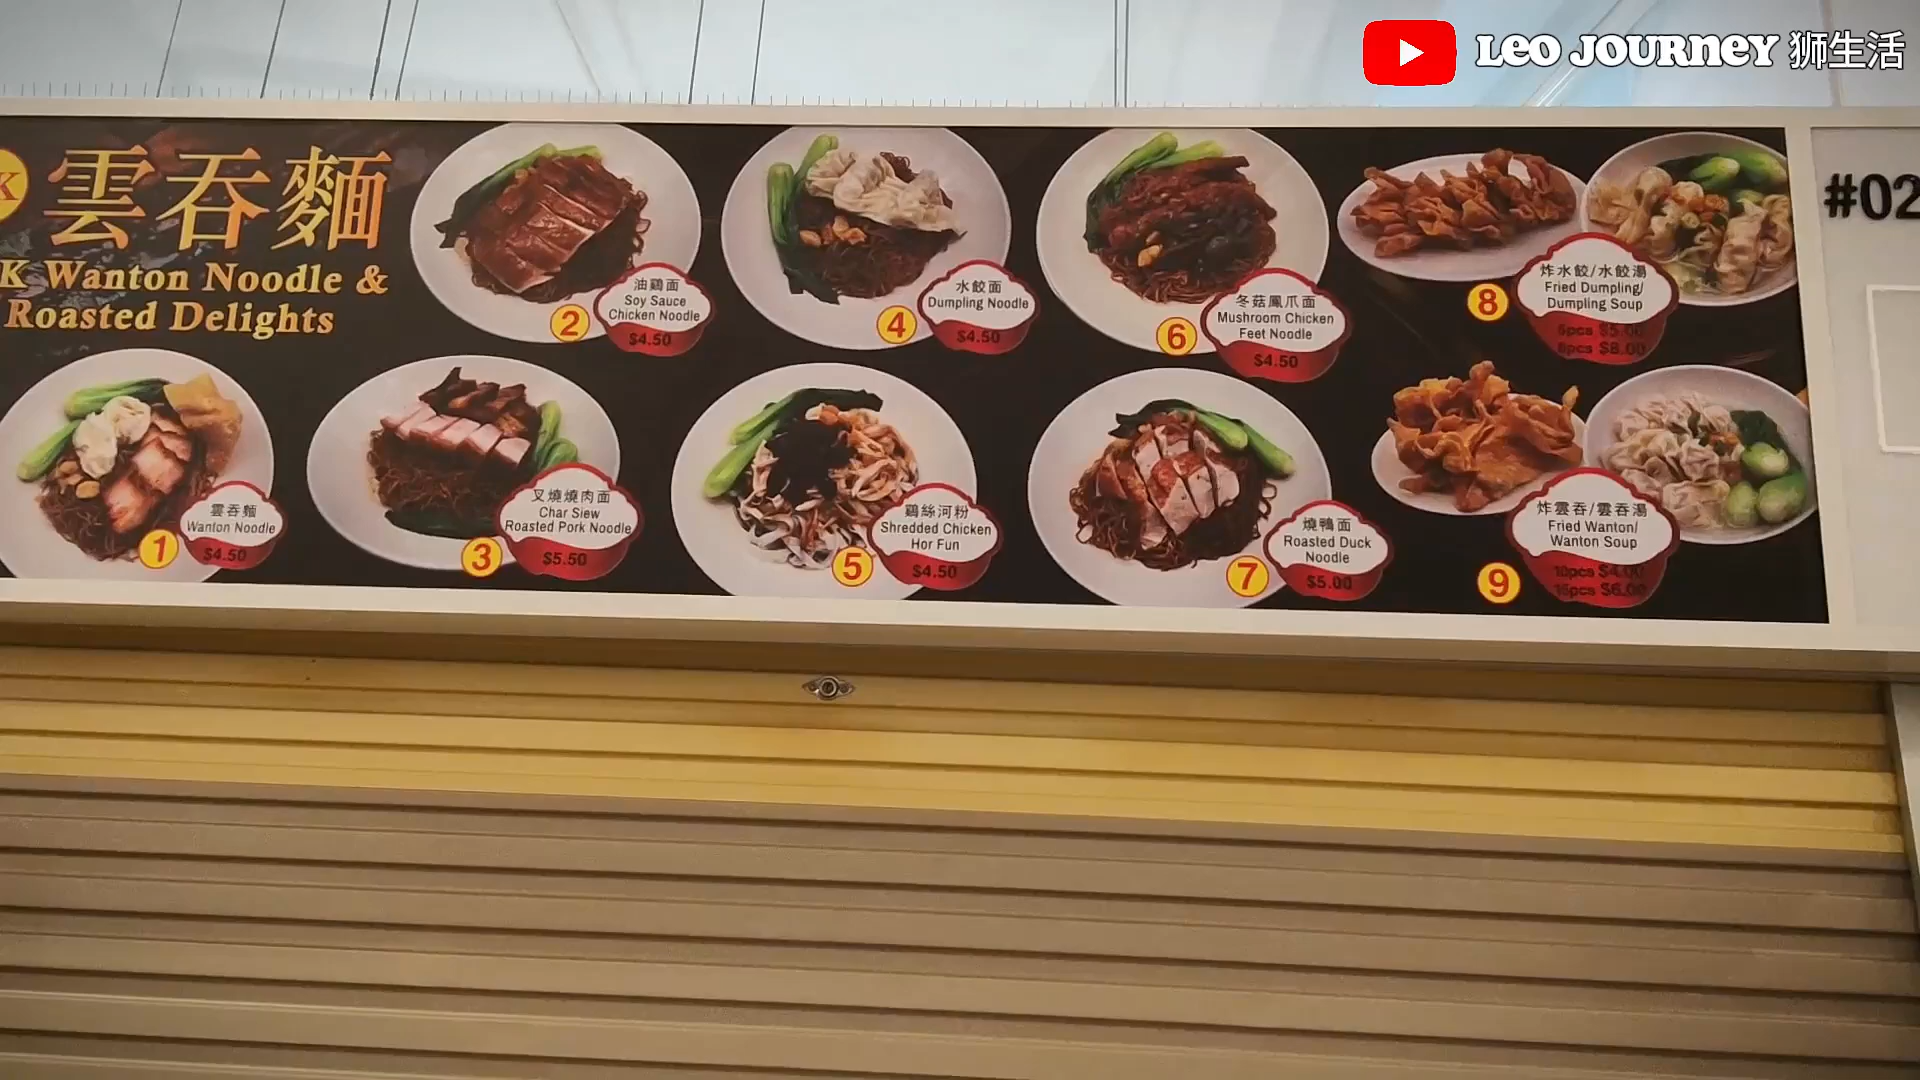 LEO JOURNEY 狮生活
K
雲吞麵
K Wanton Noodle &
Roasted Delights
#02
1
雲吞麵
Wanton Noodle
$4.50
2
油鷄面
Soy Sauce
Chicken Noodle
$4.50
3
叉燒燒肉面
Char Siew
Roasted Pork Noodle
$5.50
4
水餃面
Dumpling Noodle
$4.50
5
鷄絲河粉
Shredded Chicken
Hor Fun
$4.50
6
冬菇鳳爪面
Mushroom Chicken
Feet Noodle
$4.50
7
燒鴨面
Roasted Duck
Noodle
$5.00
8
炸水餃/水餃湯
Fried Dumpling/
Dumpling Soup
5pcs $5.00
8pcs $8.00
9
炸雲吞/雲吞湯
Fried Wanton/
Wanton Soup
10pcs $4.00
15pcs $6.00